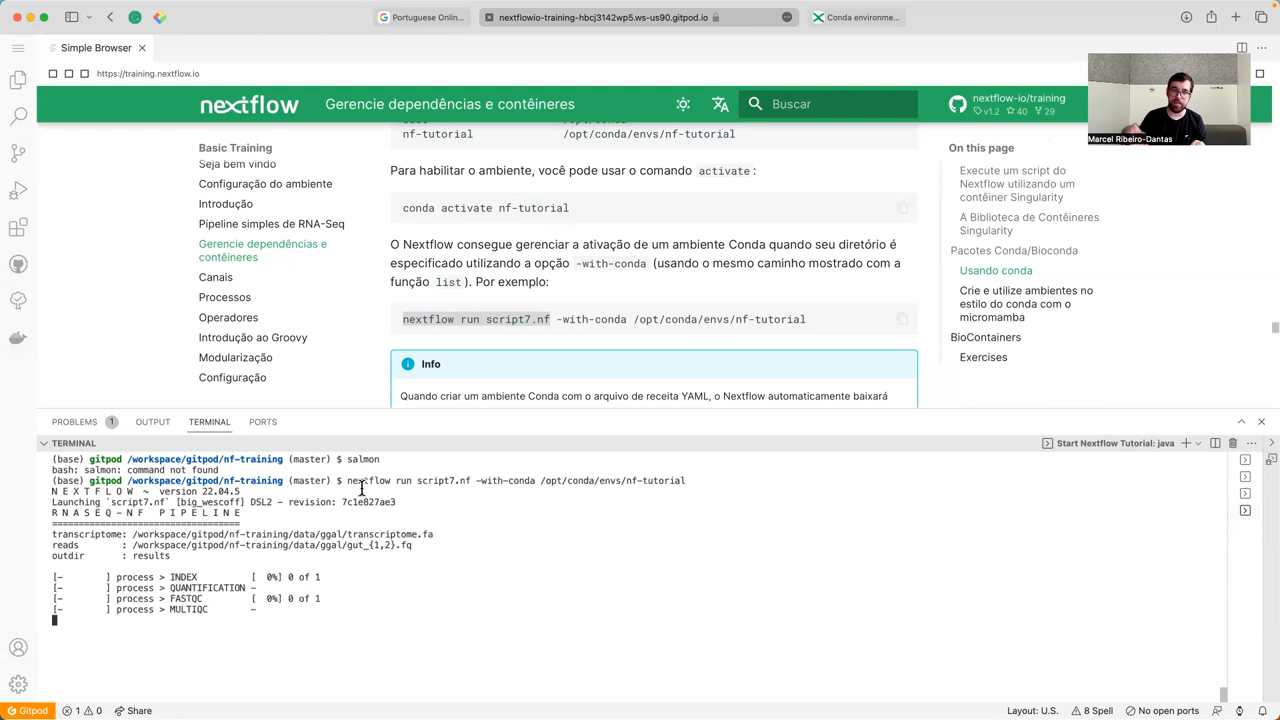 Portuguese Onlin...
nextflowio-training-hbcj3142wp5.ws-us90.gitpod.io
Conda environme...
Simple Browser
https://training.nextflow.io
nextflow
Gerencie dependências e contêineres
Buscar
nextflow-io/training
v1.2 40 29
Marcel Ribeiro-Dantas
Basic Training
Seja bem vindo
Configuração do ambiente
Introdução
Pipeline simples de RNA-Seq
Gerencie dependências e
contêineres
Canais
Processos
Operadores
Introdução ao Groovy
Modularização
Configuração
nf-tutorial /opt/conda/envs/nf-tutorial
Para habilitar o ambiente, você pode usar o comando activate:
conda activate nf-tutorial
O Nextflow consegue gerenciar a ativação de um ambiente Conda quando seu diretório é
especificado utilizando a opção -with-conda (usando o mesmo caminho mostrado com a
função list). Por exemplo:
nextflow run script7.nf -with-conda /opt/conda/envs/nf-tutorial
Info
Quando criar um ambiente Conda com o arquivo de receita YAML, o Nextflow automaticamente baixará
On this page
Execute um script do
Nextflow utilizando um
contêiner Singularity
A Biblioteca de Contêineres
Singularity
Pacotes Conda/Bioconda
Usando conda
Crie e utilize ambientes no
estilo do conda com o
micromamba
BioContainers
Exercises
PROBLEMS 1 OUTPUT TERMINAL PORTS
TERMINAL
Start Nextflow Tutorial: java
(base) gitpod /workspace/gitpod/nf-training (master) $ salmon
bash: salmon: command not found
(base) gitpod /workspace/gitpod/nf-training (master) $ nextflow run script7.nf -with-conda /opt/conda/envs/nf-tutorial
N E X T F L O W ~ version 22.04.5
Launching `script7.nf` [big_wescoff] DSL2 - revision: 7c1e827ae3
R N A S E Q - N F P I P E L I N E
===================================
transcriptome: /workspace/gitpod/nf-training/data/ggal/transcriptome.fa
reads : /workspace/gitpod/nf-training/data/ggal/gut_{1,2}.fq
outdir : results
[- ] process > INDEX [ 0%] 0 of 1
[- ] process > QUANTIFICATION -
[- ] process > FASTQC [ 0%] 0 of 1
[- ] process > MULTIQC -
Gitpod 1 0 Share
Layout: U.S. 8 Spell No open ports